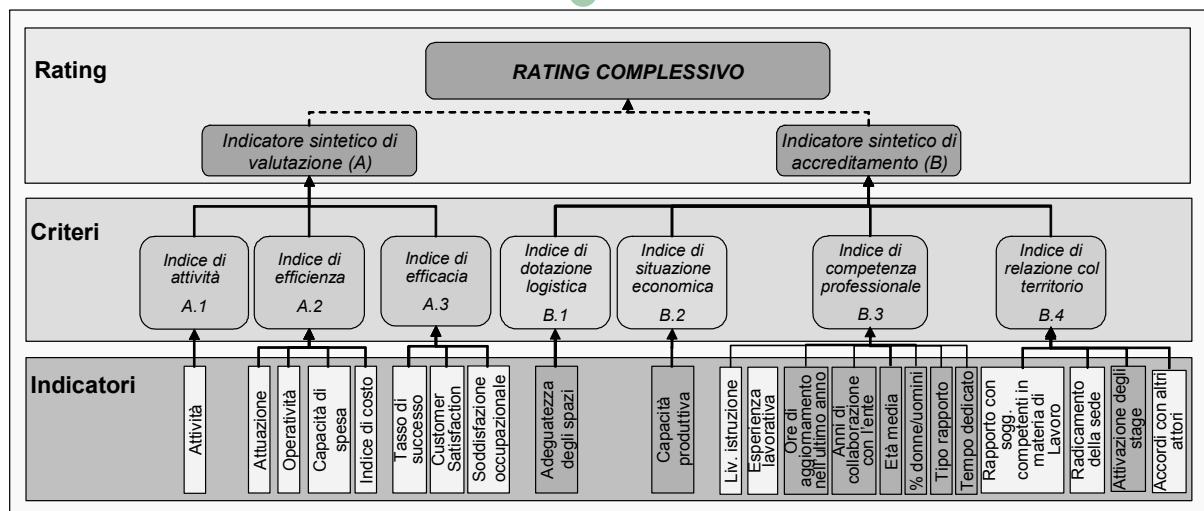 Rating
RATING COMPLESSIVO
Indicatore sintetico di
valutazione (A)
Indicatore sintetico di
accreditamento (B)
Criteri
Indice di
attività
A.1
Indice di
efficienza
A.2
Indice di
efficacia
A.3
Indice di
dotazione
logistica
B.1
Indice di
situazione
economica
B.2
Indice di
competenza
professionale
B.3
Indice di
relazione col
territorio
B.4
Indicatori
Attività
Attuazione
Operatività
Capacità di
spesa
Indice di costo
Tasso di
successo
Customer
Satisfaction
Soddisfazione
occupazionale
Adeguatezza
degli spazi
Capacità
produttiva
Liv. istruzione
Esperienza
lavorativa
Ore di
aggiornamento
nell'ultimo anno
Anni di
collaborazione
con l'ente
Età media
% donne/uomini
Tipo rapporto
Tempo dedicato
Rapporto con
sogg.
competenti in
materia di
Lavoro
Radicamento
della sede
Attivazione degli
stage
Accordi con altri
attori